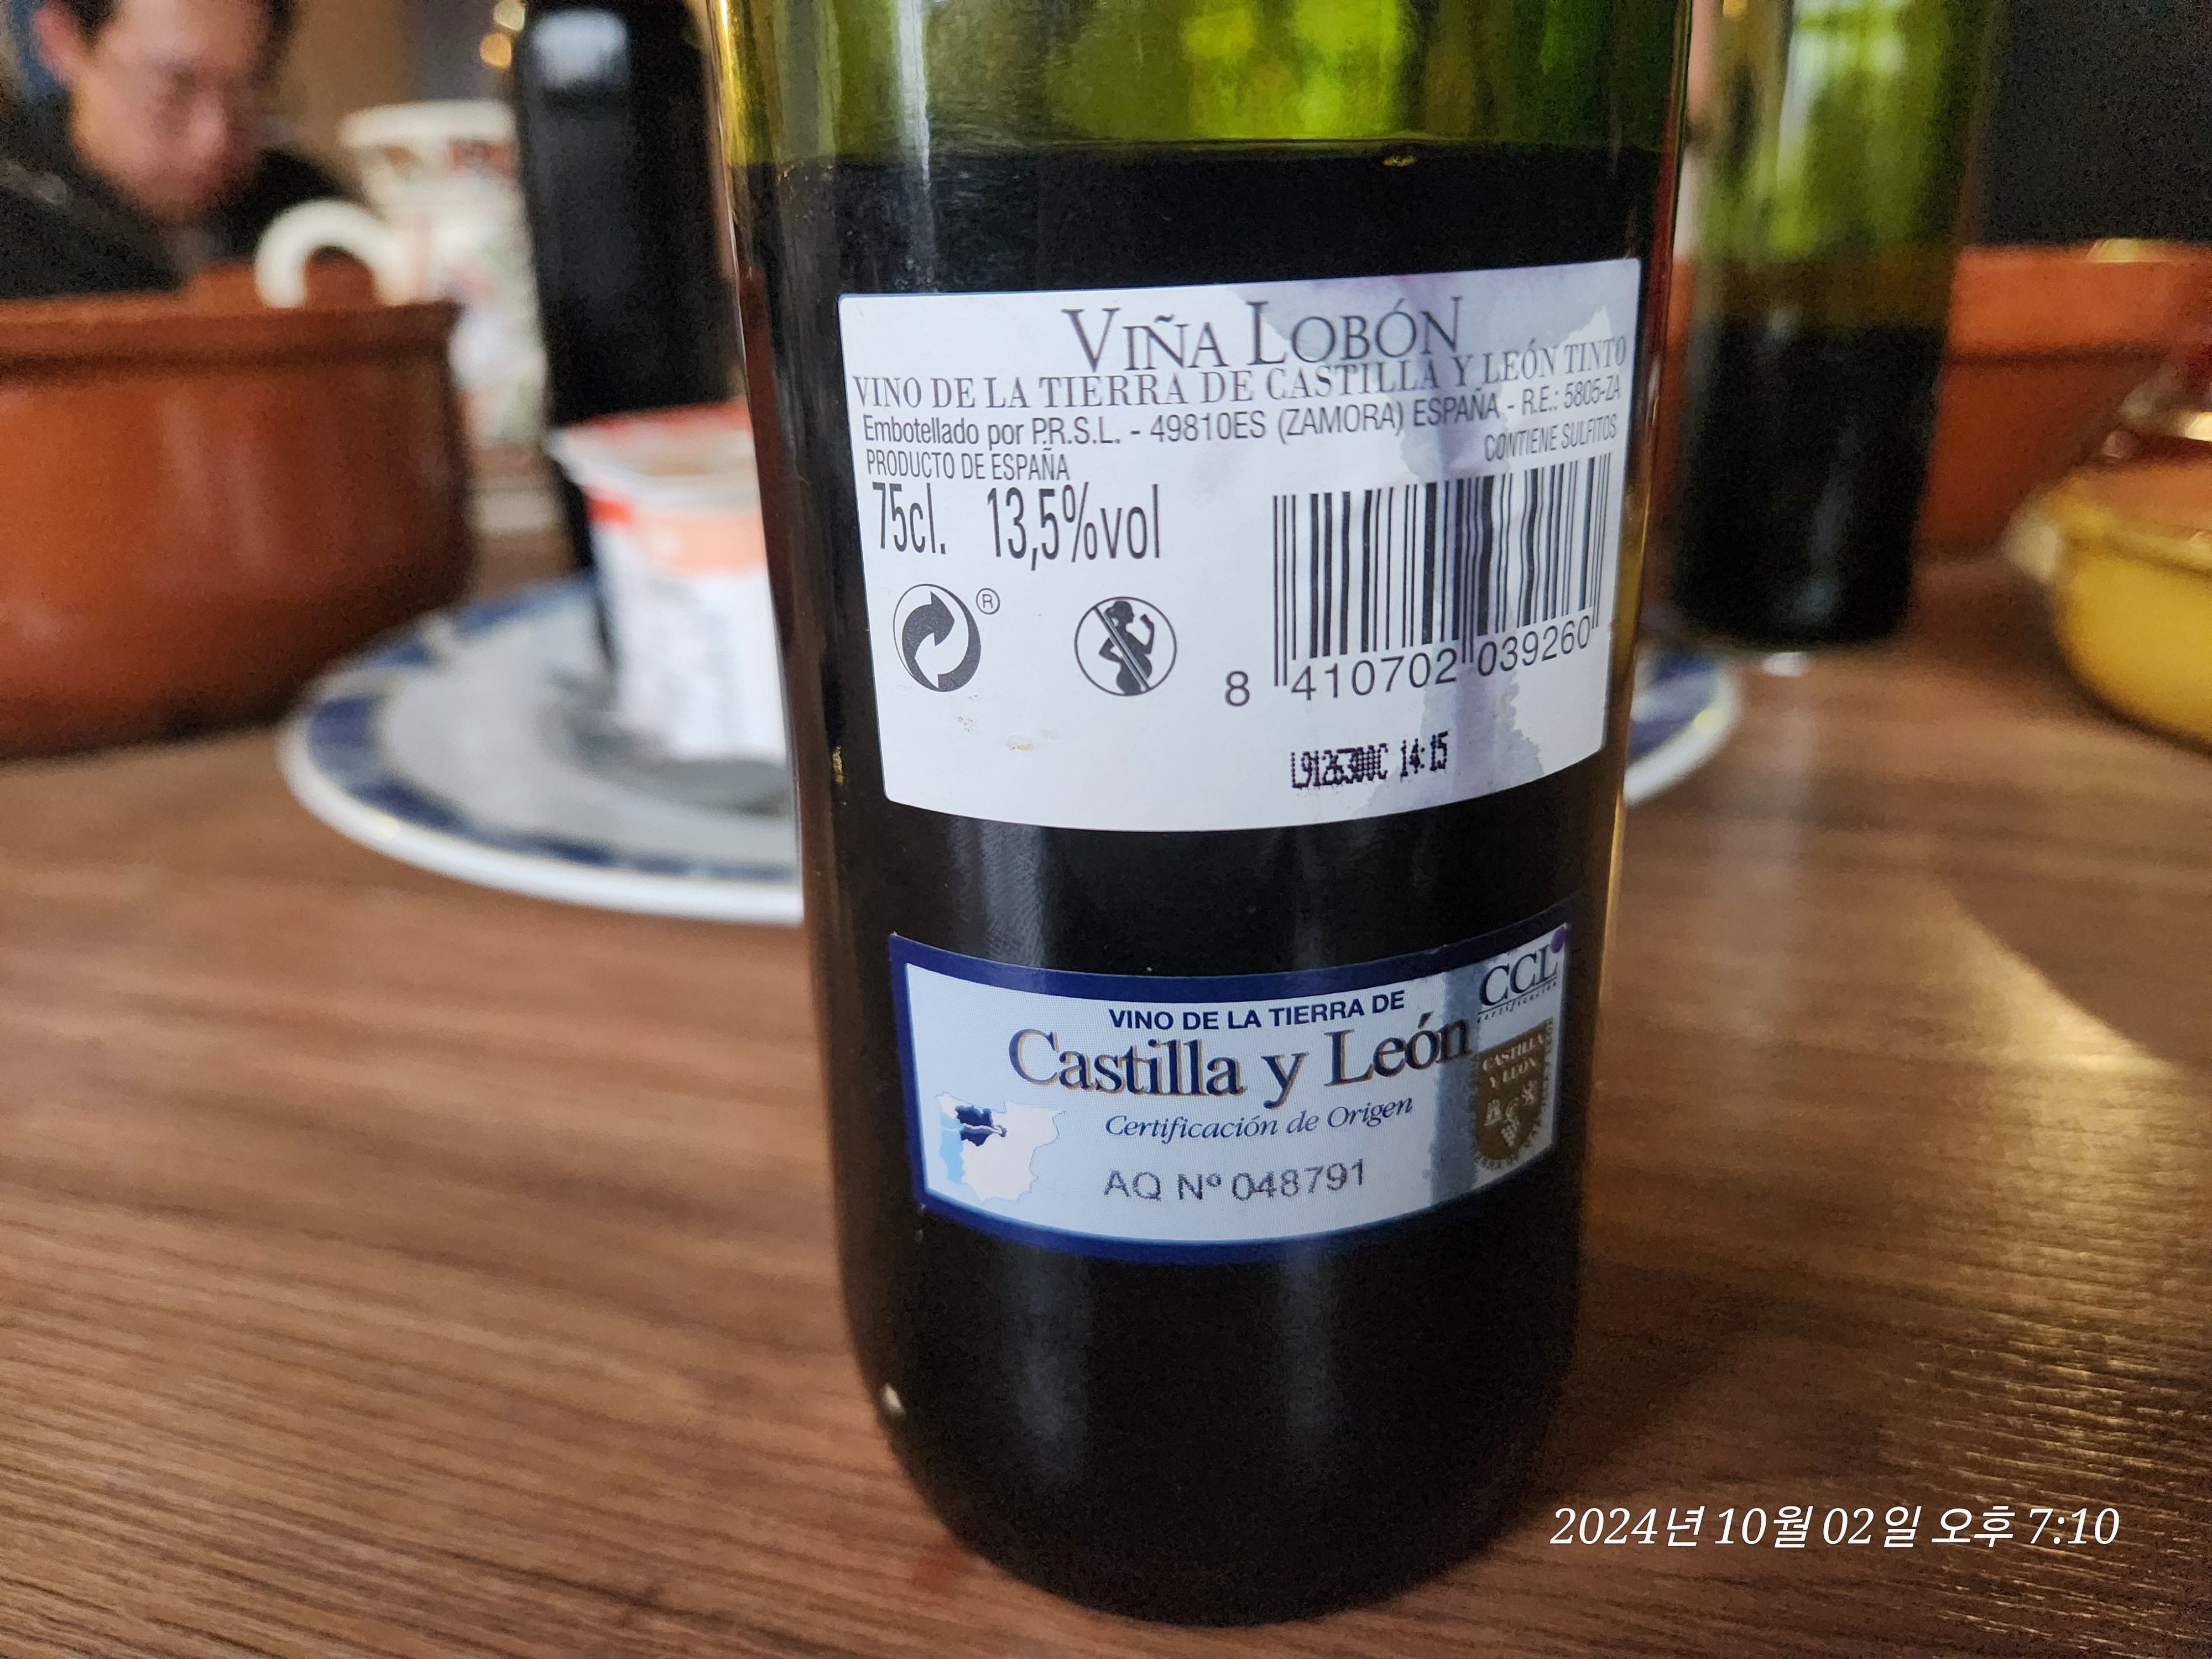 VIÑA LOBÓN
VINO DE LA TIERRA DE CASTILLA Y LEÓN TINTO
Embotellado por P.R.S.L. - 49810ES (ZAMORA) ESPAÑA - R.E.: 5805-ZA
PRODUCTO DE ESPAÑA
CONTIENE SULFITOS
75cl. 13,5%vol
®
8 410702 039260
14:15
CCL
VINO DE LA TIERRA DE
Castilla y León
Certificación de Origen
CASTILLA
Y LEÓN
AQ Nº 048791
2024년 10월 02일 오후 7:10